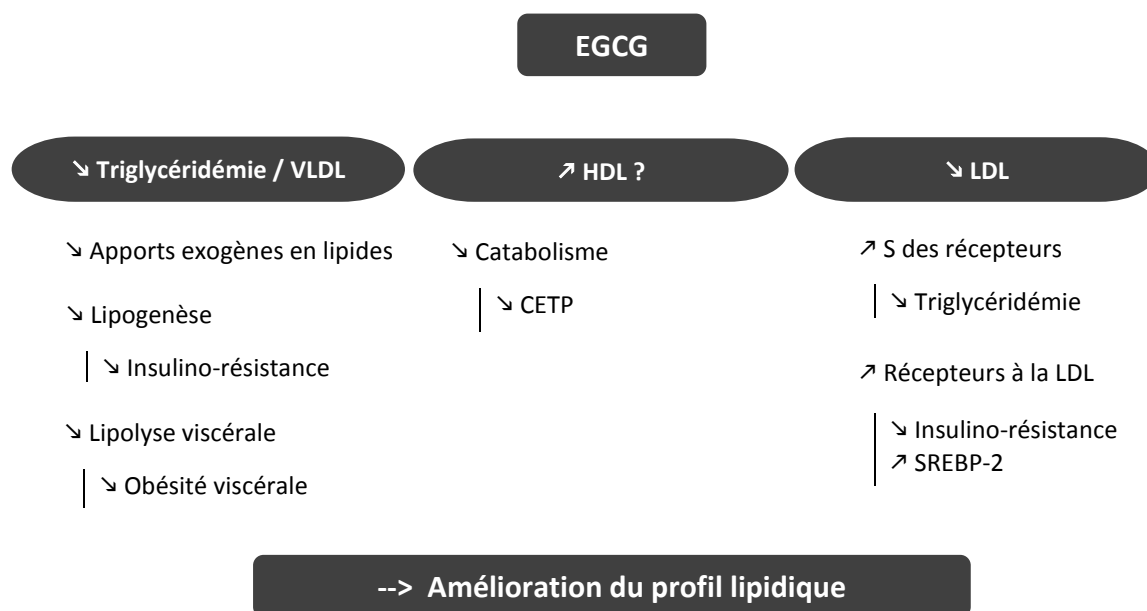 EGCG
↘ Triglycéridémie / VLDL
↘ Apports exogènes en lipides
↘ Lipogenèse
↘ Insulino-résistance
↘ Lipolyse viscérale
↘ Obésité viscérale
↗ HDL ?
↘ Catabolisme
↘ CETP
↘ LDL
↗ S des récepteurs
↘ Triglycéridémie
↗ Récepteurs à la LDL
↘ Insulino-résistance
↗ SREBP-2
--> Amélioration du profil lipidique